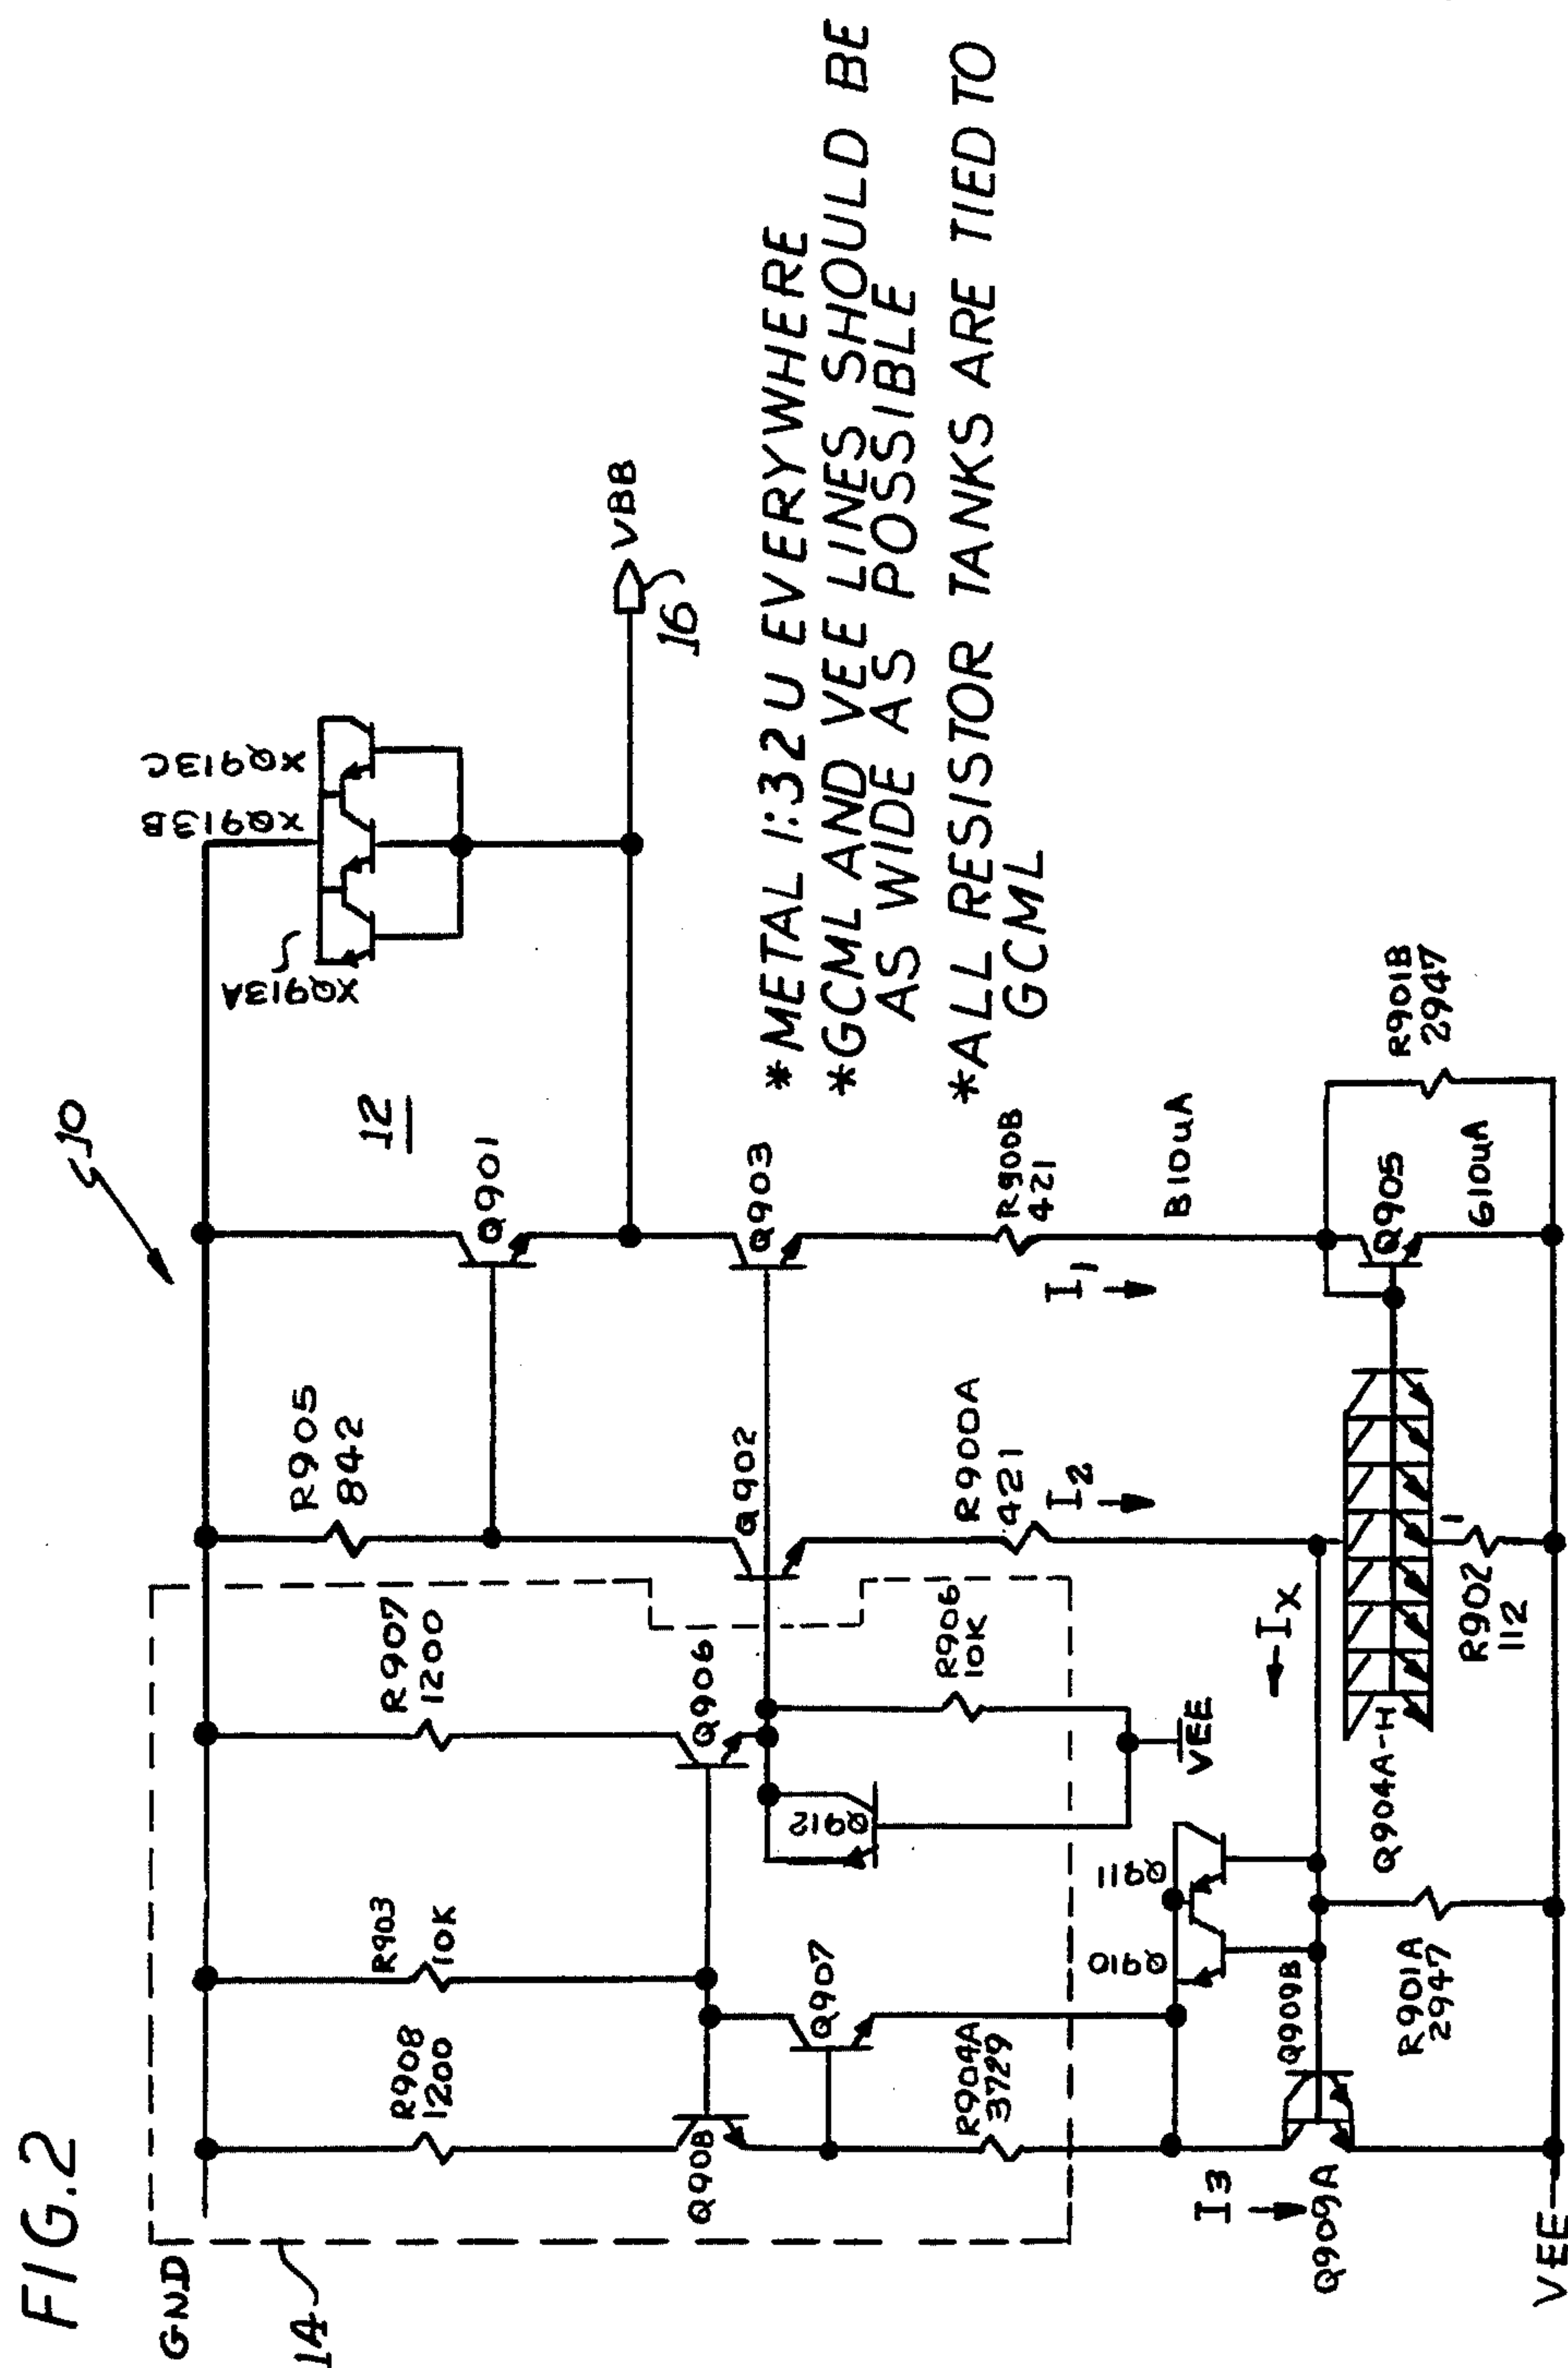 FIG.2
10
GND
14
R908
1200
R903
10K
R907
1200
R905
842
12
XQ913A
XQ913B
XQ913C
Q901
VBB
16
Q908
Q907
Q906
Q902
Q903
Q912
R904A
3729
R906
10K
R900A
421
R900B
421
VEE
I2
I1
810uA
*METAL 1:32U EVERYWHERE
*GCML AND VEE LINES SHOULD BE
AS WIDE AS POSSIBLE
*ALL RESISTOR TANKS ARE TIED TO
GCML
I3
Q910
Q911
IX
Q909A
Q909B
R901A
2947
Q904A-H
1
R902
112
Q905
610uA
R901B
2947
VEE